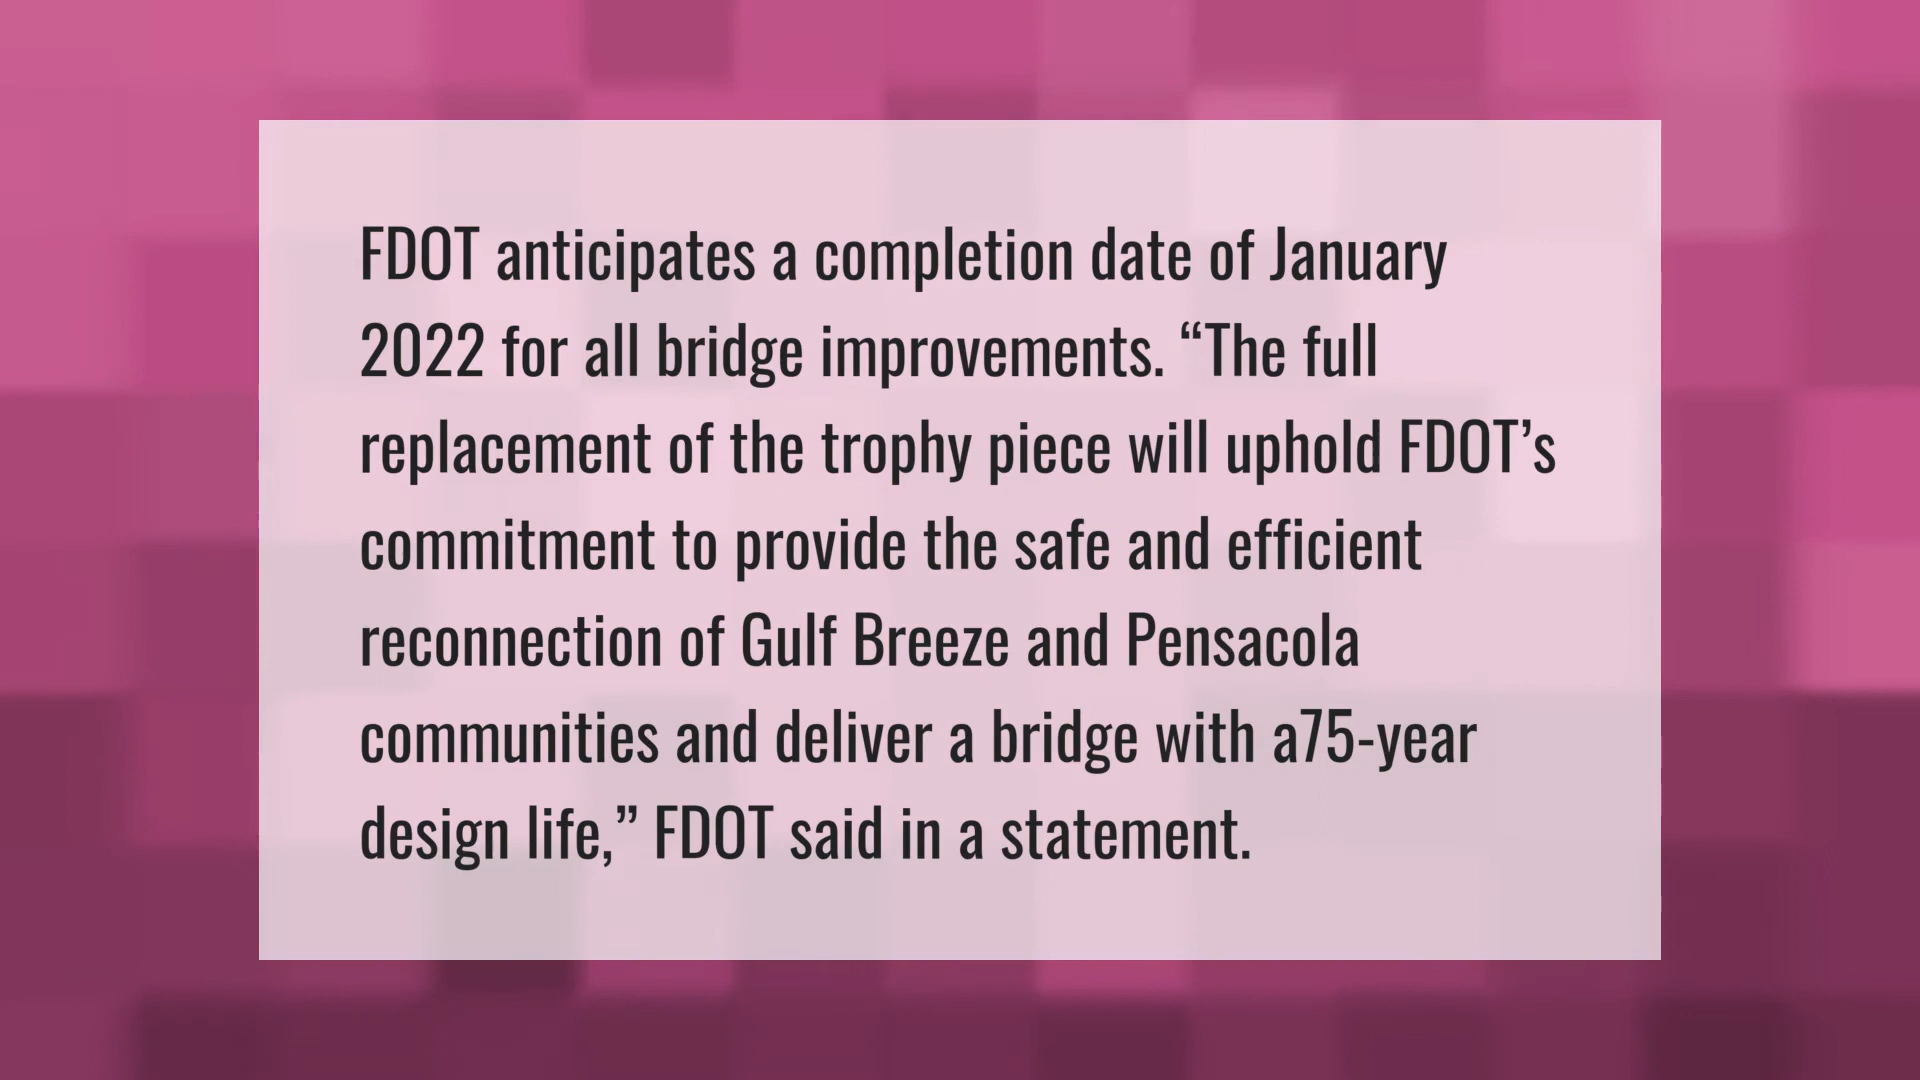 FDOT anticipates a completion date of January
2022 for all bridge improvements. “The full
replacement of the trophy piece will uphold FDOT’s
commitment to provide the safe and efficient
reconnection of Gulf Breeze and Pensacola
communities and deliver a bridge with a75-year
design life,” FDOT said in a statement.